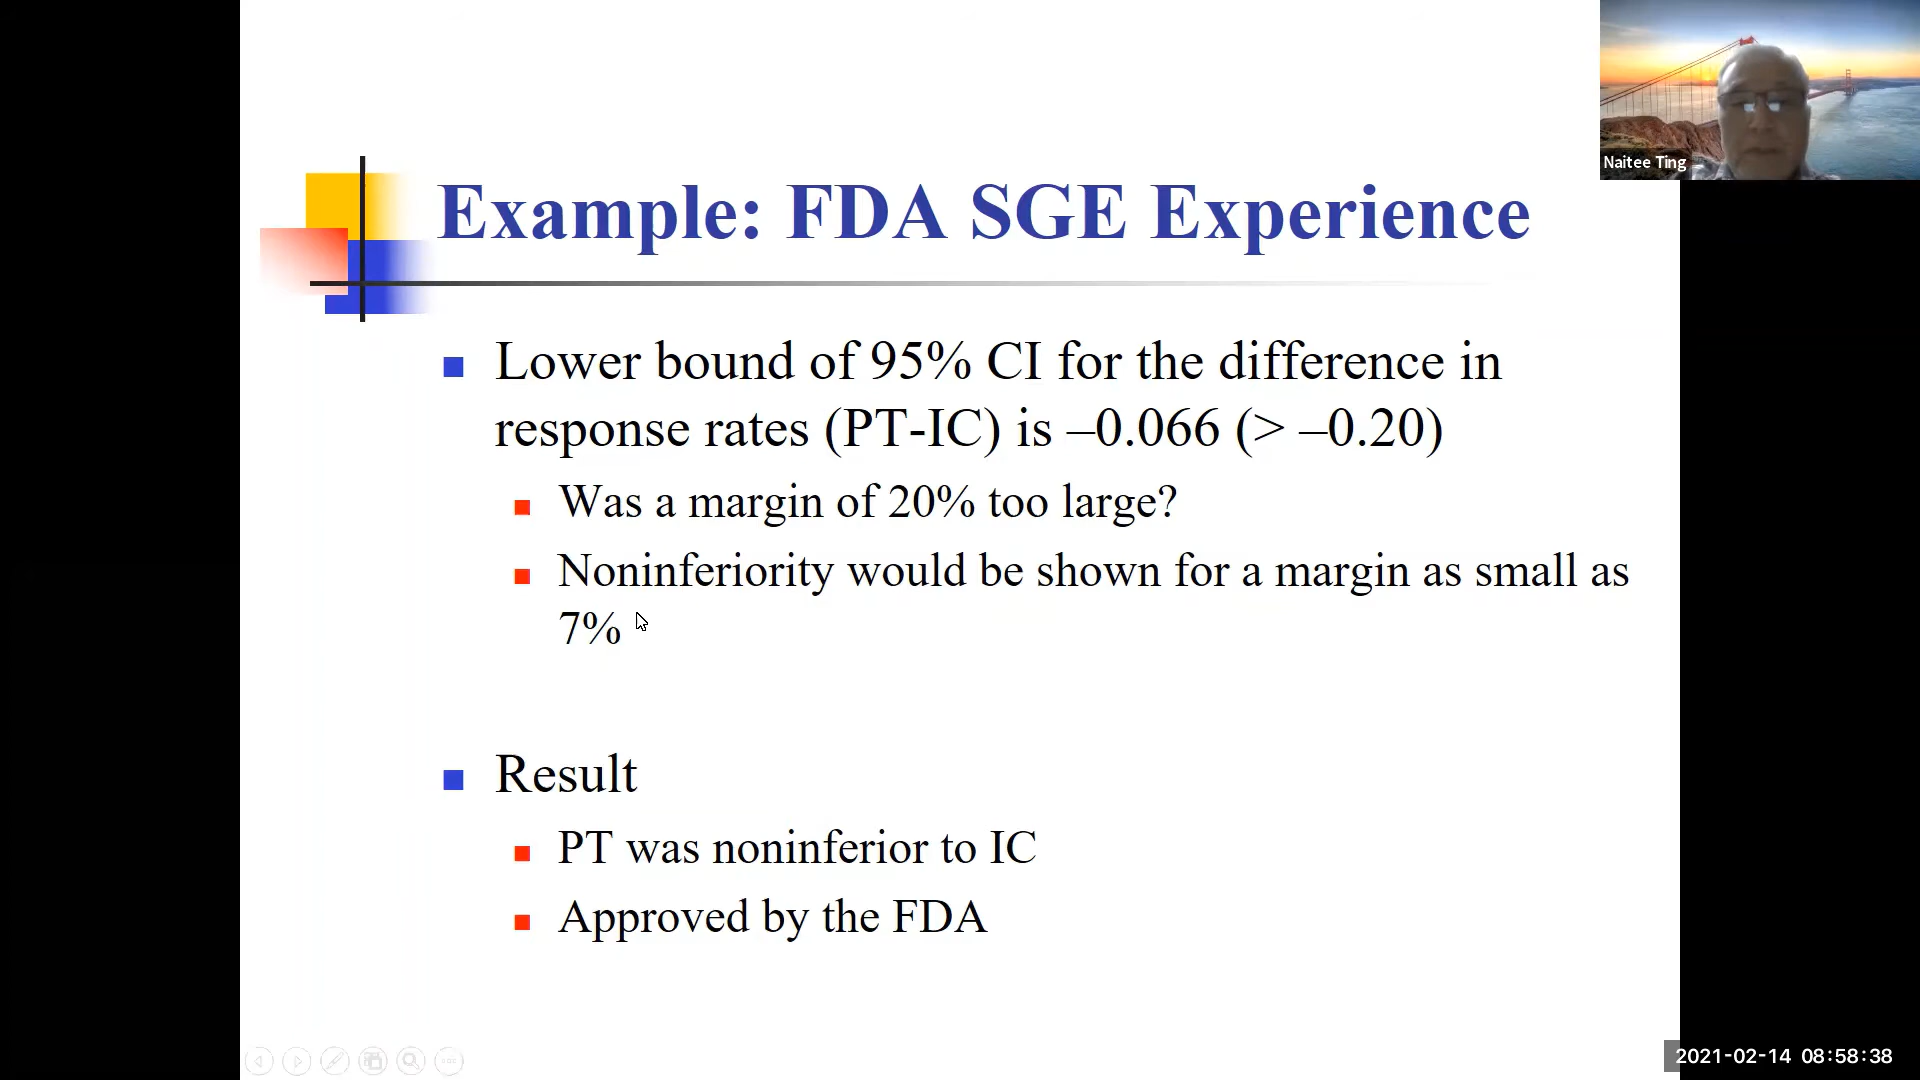 Naitee Ting
Example: FDA SGE Experience
Lower bound of 95% CI for the difference in
response rates (PT-IC) is –0.066 (> –0.20)
Was a margin of 20% too large?
Noninferiority would be shown for a margin as small as
7%
Result
PT was noninferior to IC
Approved by the FDA
2021-02-14 08:58:38